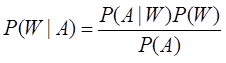 P(W | A) = P(A | W)P(W) / P(A)